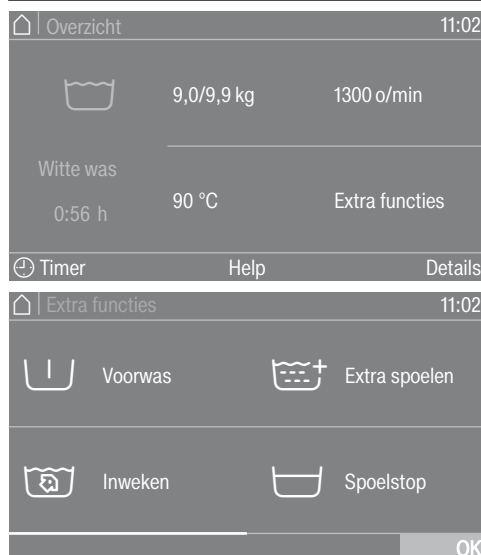 Overzicht 11:02
9,0/9,9 kg 1300 o/min
Witte was
0:56 h
90 °C Extra functies
Timer Help Details
Extra functies 11:02
Voorwas Extra spoelen
Inweken Spoelstop
OK